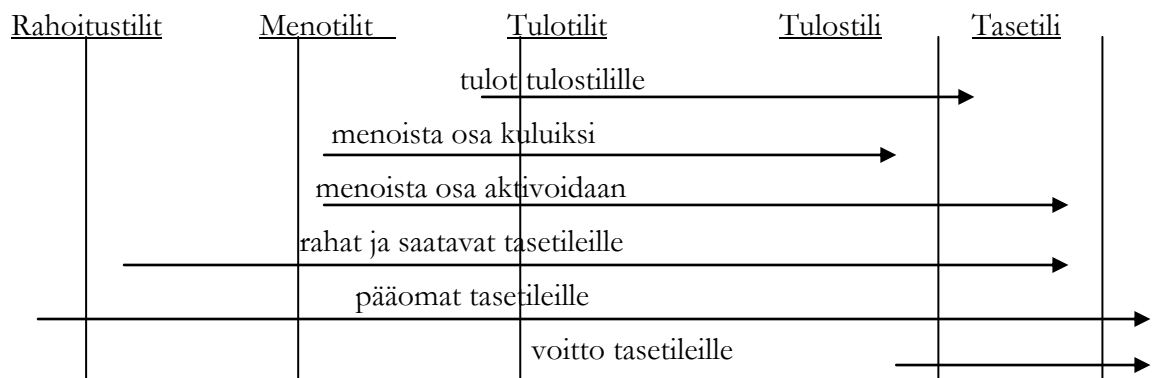 Rahoitustilit Menotilit Tulotilit Tulostili Tasetili
tulot tulostilille
menoista osa kuluiksi
menoista osa aktivoidaan
rahat ja saatavat tasetileille
pääomat tasetileille
voitto tasetileille